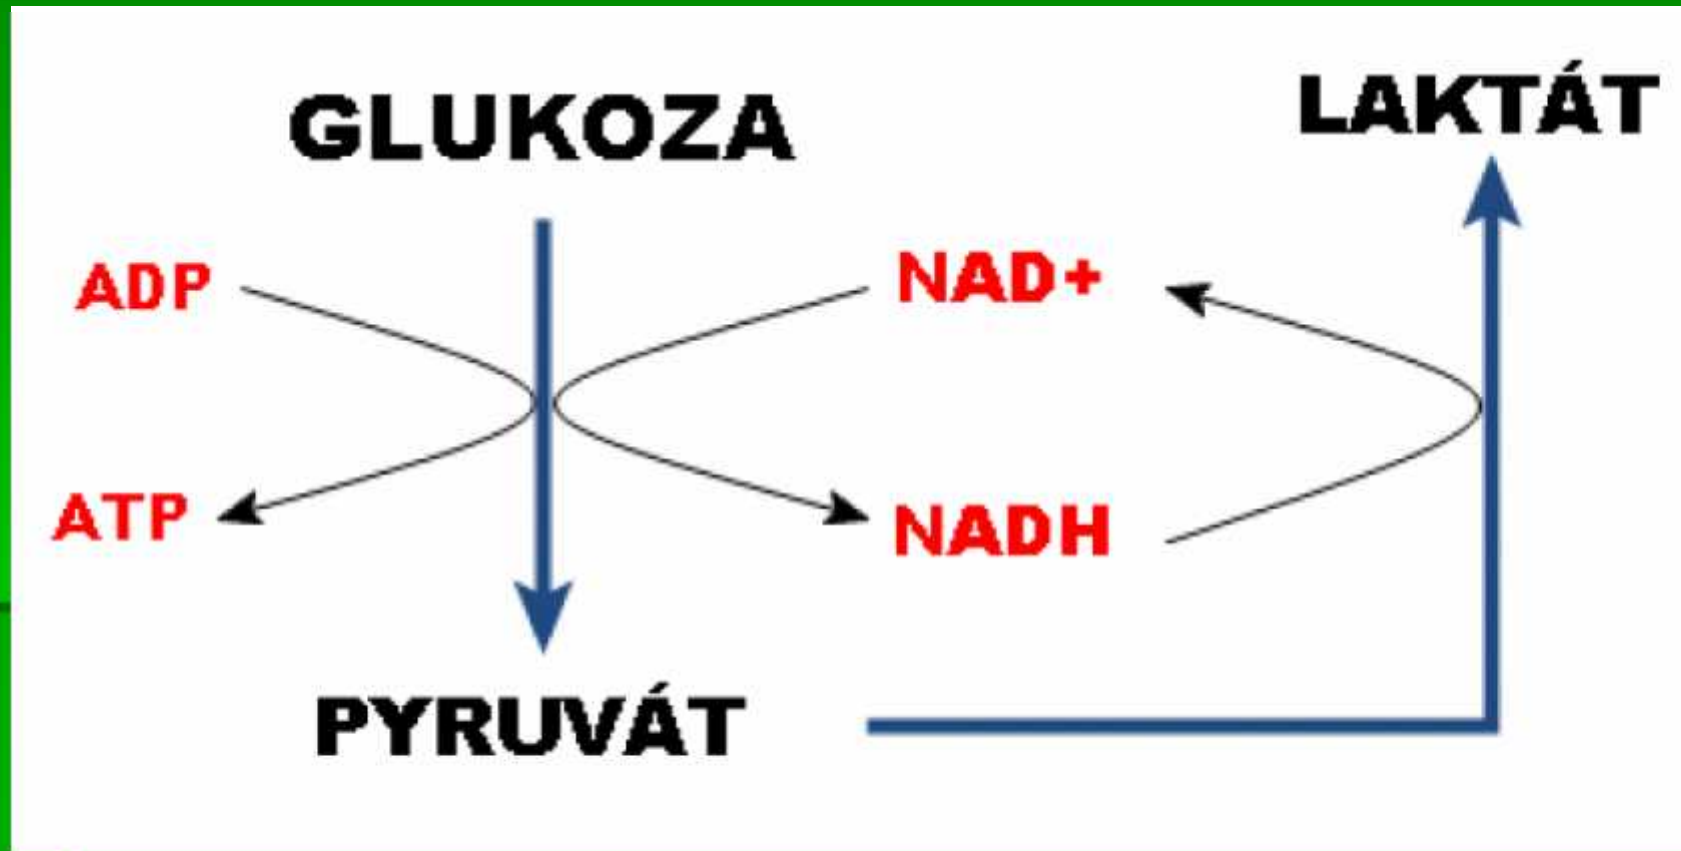 GLUKOZA
LAKTÁT
ADP
NAD+
ATP
NADH
PYRUVÁT